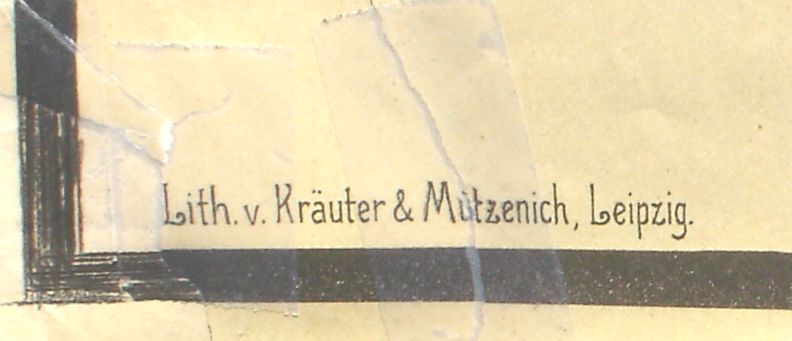 Lith. v. Kräuter & Mützenich, Leipzig.